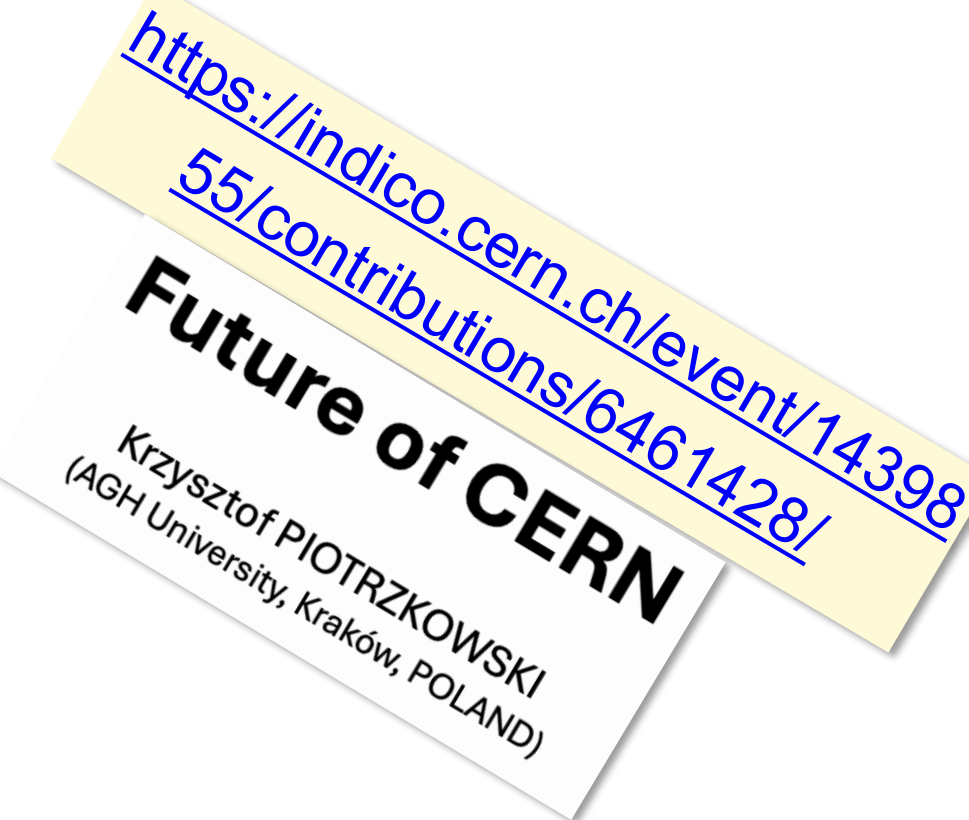 https://indico.cern.ch/event/14398
55/contributions/6461428/
Future of CERN
Krzysztof PIOTRZKOWSKI
(AGH University, Kraków, POLAND)